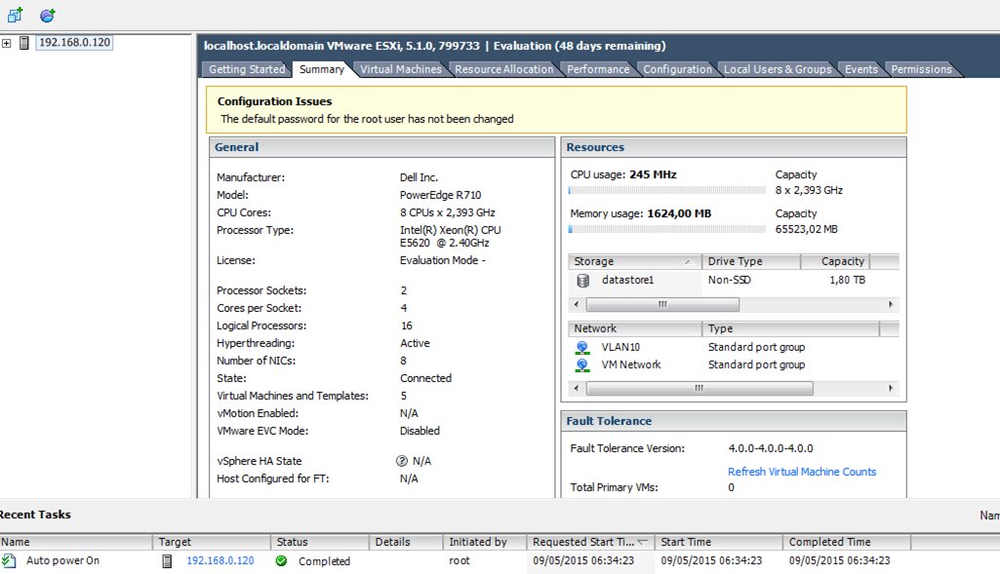 192.168.0.120
localhost.localdomain VMware ESXi, 5.1.0, 799733 | Evaluation (48 days remaining)
Getting Started Summary Virtual Machines Resource Allocation Performance Configuration Local Users & Groups Events Permissions
Configuration Issues
The default password for the root user has not been changed
General
Manufacturer: Dell Inc.
Model: PowerEdge R710
CPU Cores: 8 CPUs x 2,393 GHz
Processor Type: Intel(R) Xeon(R) CPU
E5620 @ 2.40GHz
License: Evaluation Mode -
Processor Sockets: 2
Cores per Socket: 4
Logical Processors: 16
Hyperthreading: Active
Number of NICs: 8
State: Connected
Virtual Machines and Templates: 5
vMotion Enabled: N/A
VMware EVC Mode: Disabled
vSphere HA State ? N/A
Host Configured for FT: N/A
Resources
CPU usage: 245 MHz Capacity
8 x 2,393 GHz
Memory usage: 1624,00 MB Capacity
65523,02 MB
Storage Drive Type Capacity
datastore1 Non-SSD 1,80 TB
Network Type
VLAN10 Standard port group
VM Network Standard port group
Fault Tolerance
Fault Tolerance Version: 4.0.0-4.0.0-4.0.0
Refresh Virtual Machine Counts
Total Primary VMs: 0
Recent Tasks
Nam
Name Target Status Details Initiated by Requested Start Ti... Start Time Completed Time
Auto power On 192.168.0.120 Completed root 09/05/2015 06:34:23 09/05/2015 06:34:23 09/05/2015 06:34:23